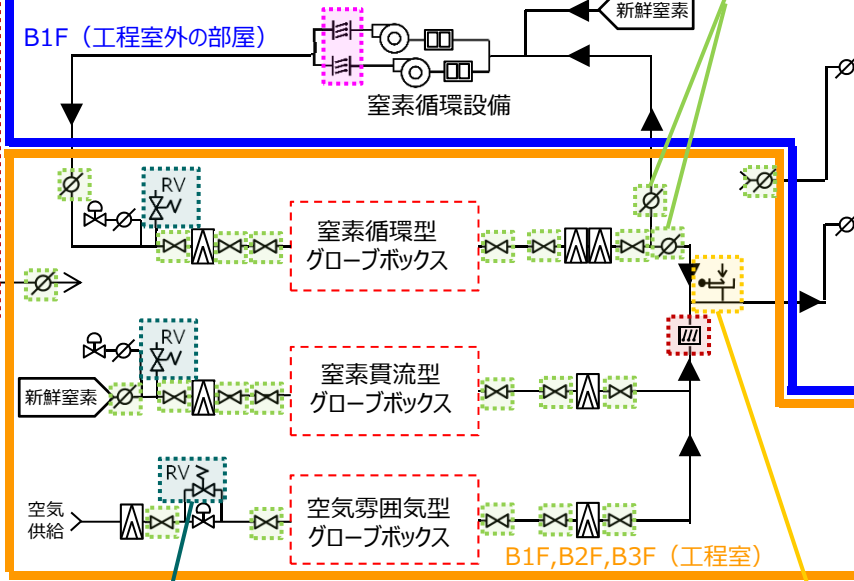 新鮮窒素
B1F（工程室外の部屋）
窒素循環設備
RV
窒素循環型
グローブボックス
RV
窒素貫流型
グローブボックス
新鮮窒素
RV
空気雰囲気型
グローブボックス
空気
供給
B1F,B2F,B3F（工程室）